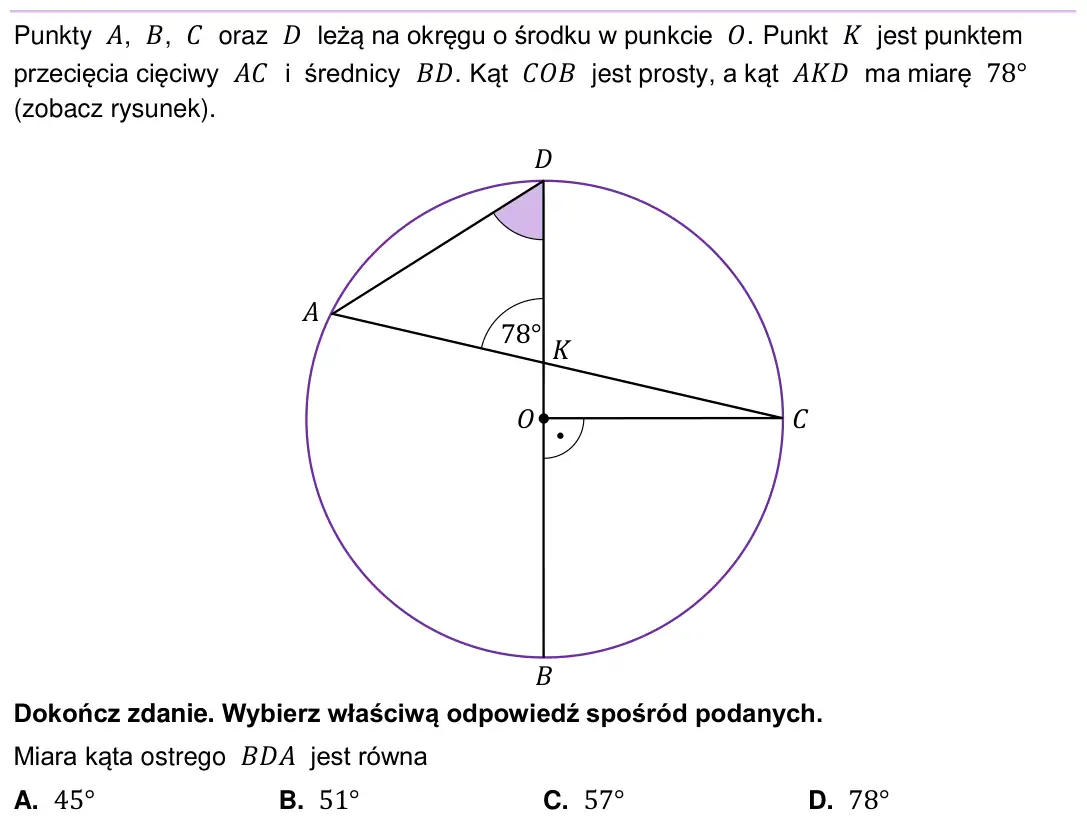 Punkty A, B, C oraz D leżą na okręgu o środku w punkcie O. Punkt K jest punktem
przecięcia cięciwy AC i średnicy BD. Kąt COB jest prosty, a kąt AKD ma miarę 78°
(zobacz rysunek).
D
A
78°
K
O
C
B
Dokończ zdanie. Wybierz właściwą odpowiedź spośród podanych.
Miara kąta ostrego BDA jest równa
A. 45° B. 51° C. 57° D. 78°